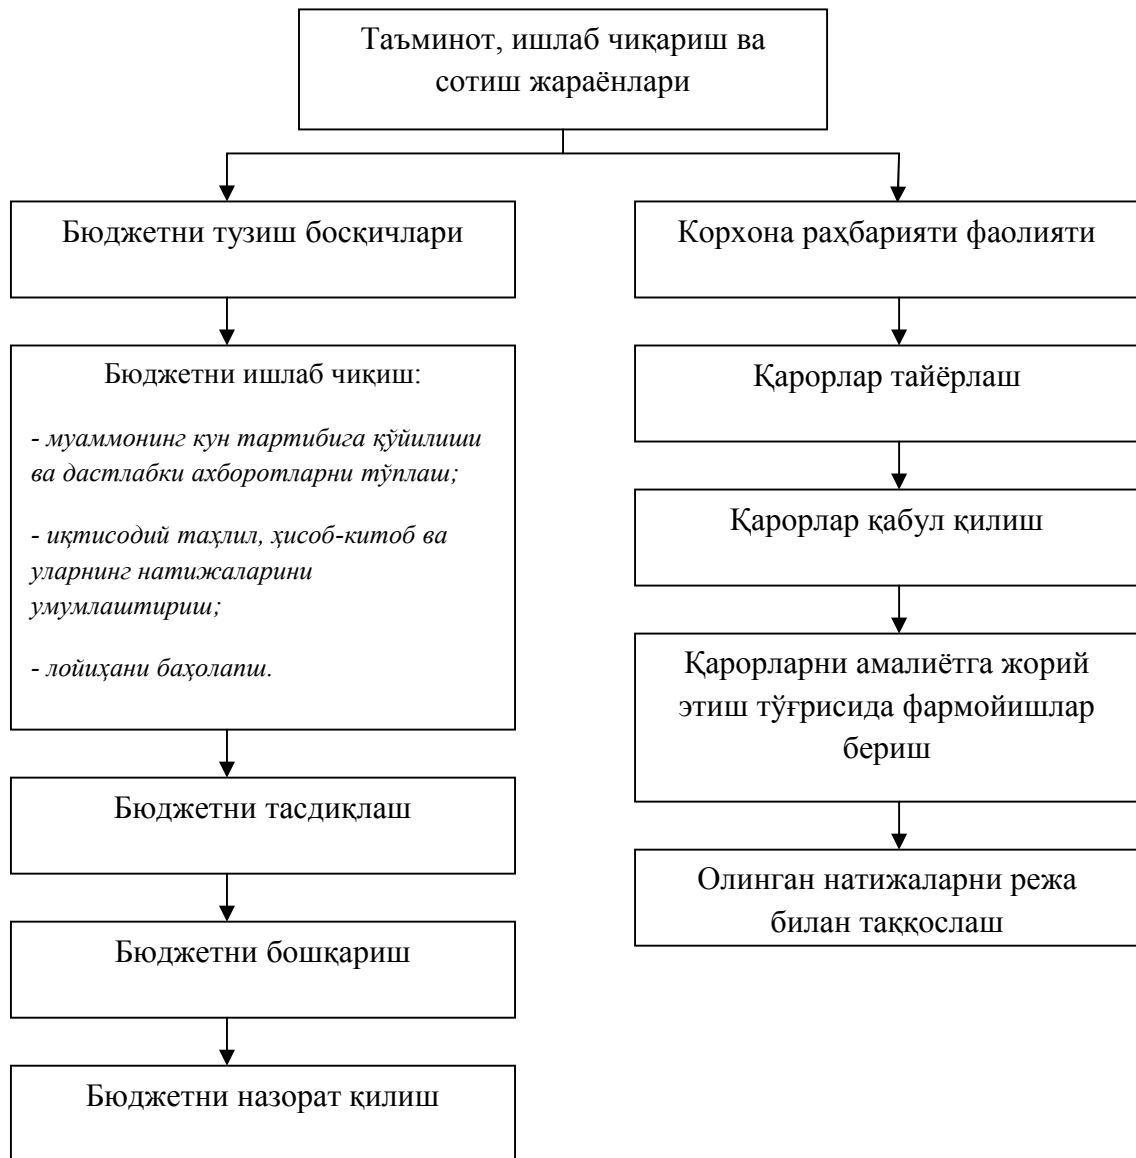 Таъминот, ишлаб чиқариш ва
сотиш жараёнлари
Бюджетни тузиш босқичлари
Бюджетни ишлаб чиқиш:
- муаммонинг кун тартибига қўйилиши
ва дастлабки ахборотларни тўплаш;
- иқтисодий таҳлил, ҳисоб-китоб ва
уларнинг натижаларини
умумлаштириш;
- лойиҳани баҳолапш.
Бюджетни тасдиқлаш
Бюджетни бошқариш
Бюджетни назорат қилиш
Корхона раҳбарияти фаолияти
Қарорлар тайёрлаш
Қарорлар қабул қилиш
Қарорларни амалиётга жорий
этиш тўғрисида фармойишлар
бериш
Олинган натижаларни режа
билан таққослаш